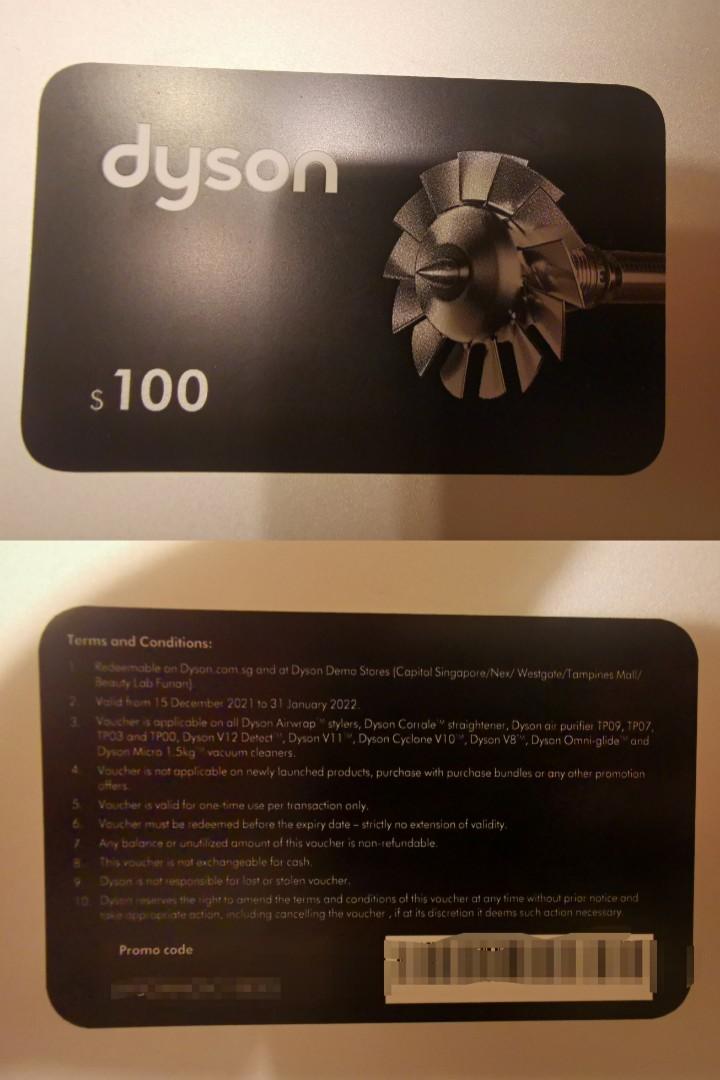 dyson
$ 100
Terms and Conditions:
1. Redeemable on Dyson.com.sg and at Dyson Demo Stores (Capitol Singapore/Nex/ Westgate/Tampines Mall/
Beauty Lab Funan).
2. Valid from 15 December 2021 to 31 January 2022.
3. Voucher is applicable on all Dyson Airwrap™ stylers, Dyson Corrale™ straightener, Dyson air purifier TP09, TP07,
TP03 and TP00, Dyson V12 Detect™, Dyson V11™, Dyson Cyclone V10™, Dyson V8™, Dyson Omni-glide™ and
Dyson Micro 1.5kg™ vacuum cleaners.
4. Voucher is not applicable on newly launched products, purchase with purchase bundles or any other promotion
offers.
5. Voucher is valid for one-time use per transaction only.
6. Voucher must be redeemed before the expiry date – strictly no extension of validity.
7. Any balance or unutilized amount of this voucher is non-refundable.
8. This voucher is not exchangeable for cash.
9. Dyson is not responsible for lost or stolen voucher.
10. Dyson reserves the right to amend the terms and conditions of this voucher at any time without prior notice and
take appropriate action, including cancelling the voucher , if at its discretion it deems such action necessary.
Promo code